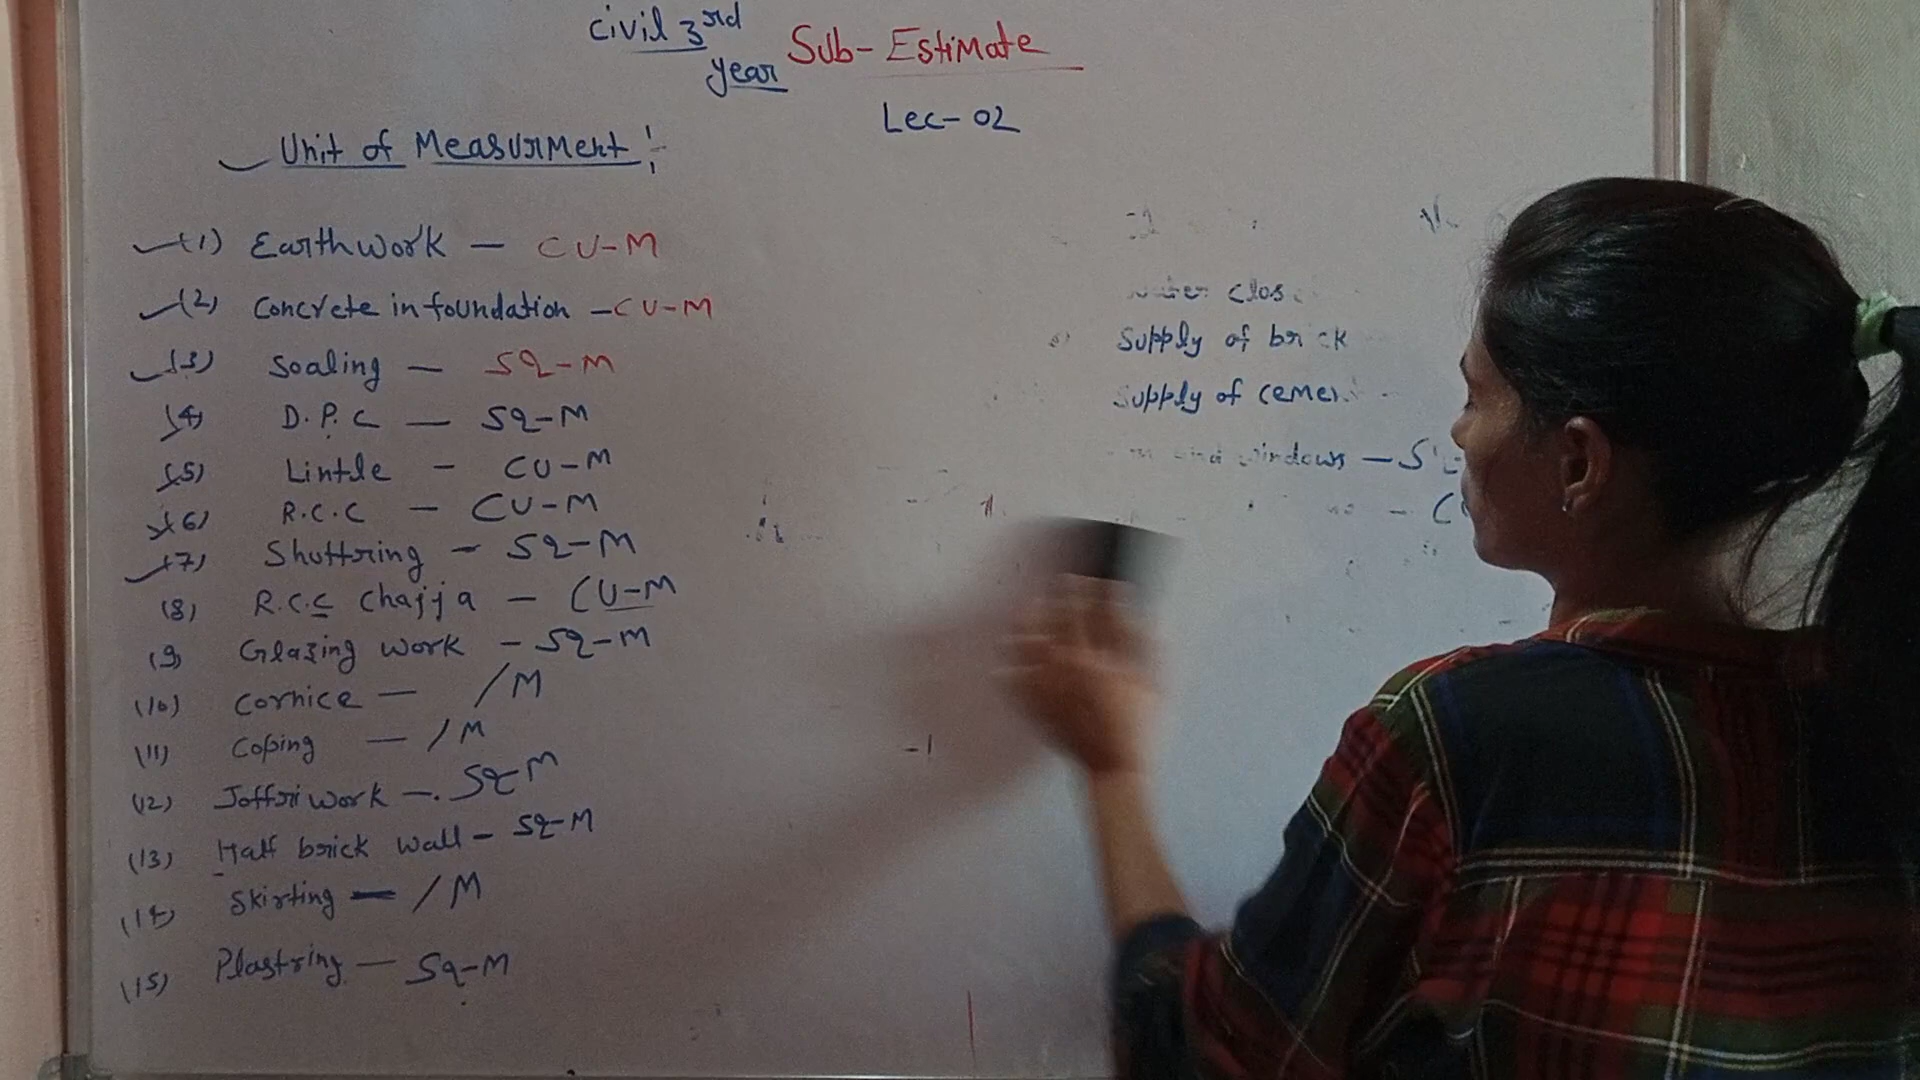 Civil 3rd year Sub-Estimate
Lec-02
Unit of Measurment :-
(1) Earthwork — CU-M
(2) Concrete in foundation — CU-M
(3) Soaling — SQ-M
(4) D.P.C — SQ-M
(5) Lintle — CU-M
(6) R.C.C — CU-M
(7) Shuttring — SQ-M
(8) R.C.C Chajja — CU-M
(9) Glazing work — SQ-M
(10) Cornice — /M
(11) Coping — /M
(12) Joffri work — SQ M
(13) Half brick wall — SQ-M
(14) Skirting — /M
(15) Plastring — Sq-M
Supply of brick
Supply of
windows —